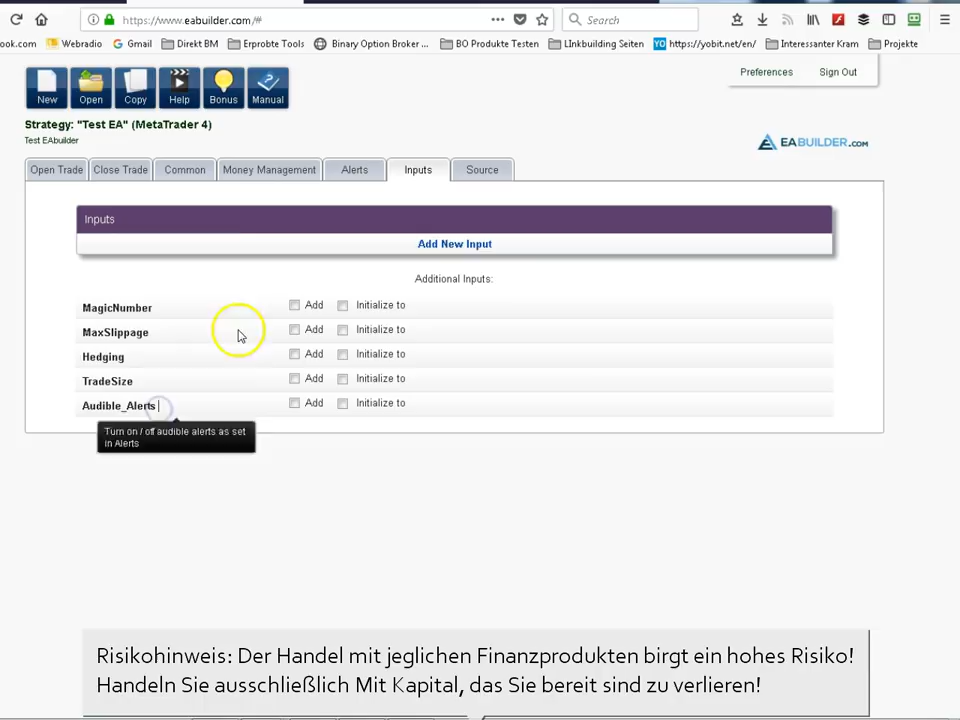 https://www.eabuilder.com/#
Search
ook.com Webradio Gmail Direkt BM Erprobte Tools Binary Option Broker ... BO Produkte Testen LInkbuilding Seiten YO https://yobit.net/en/ Interessanter Kram Projekte
Preferences Sign Out
New Open Copy Help Bonus Manual
Strategy: "Test EA" (MetaTrader 4)
Test EAbuilder
EABUILDER.COM
Open Trade Close Trade Common Money Management Alerts Inputs Source
Inputs
Add New Input
Additional Inputs:
MagicNumber Add Initialize to
MaxSlippage Add Initialize to
Hedging Add Initialize to
TradeSize Add Initialize to
Audible_Alerts Add Initialize to
Turn on / off audible alerts as set
in Alerts
Risikohinweis: Der Handel mit jeglichen Finanzprodukten birgt ein hohes Risiko!
Handeln Sie ausschließlich Mit Kapital, das Sie bereit sind zu verlieren!